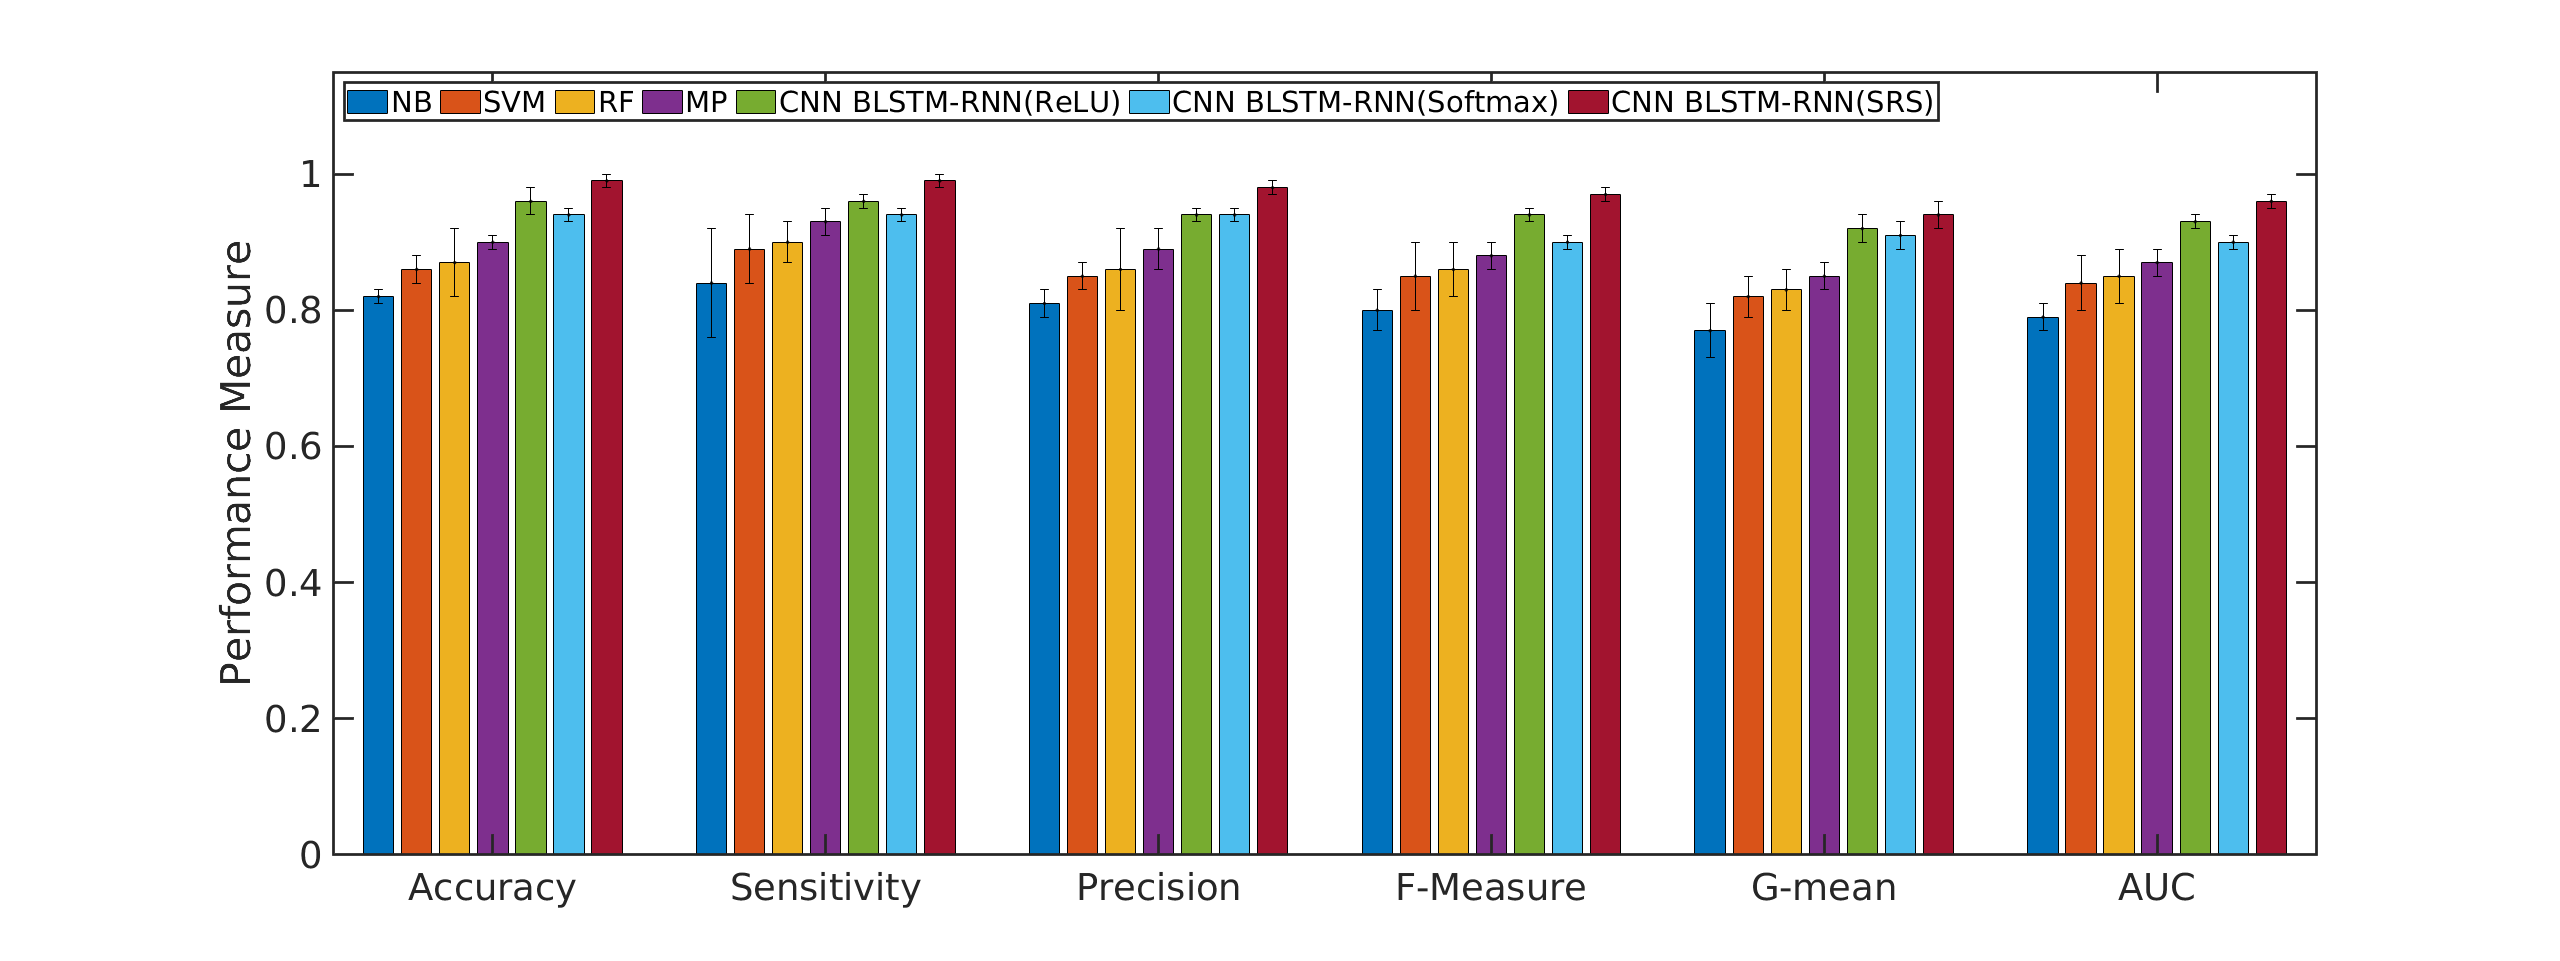 NB SVM RF MP CNN BLSTM-RNN(ReLU) CNN BLSTM-RNN(Softmax) CNN BLSTM-RNN(SRS)
Performance Measure
1
0.8
0.6
0.4
0.2
0
Accuracy Sensitivity Precision F-Measure G-mean AUC